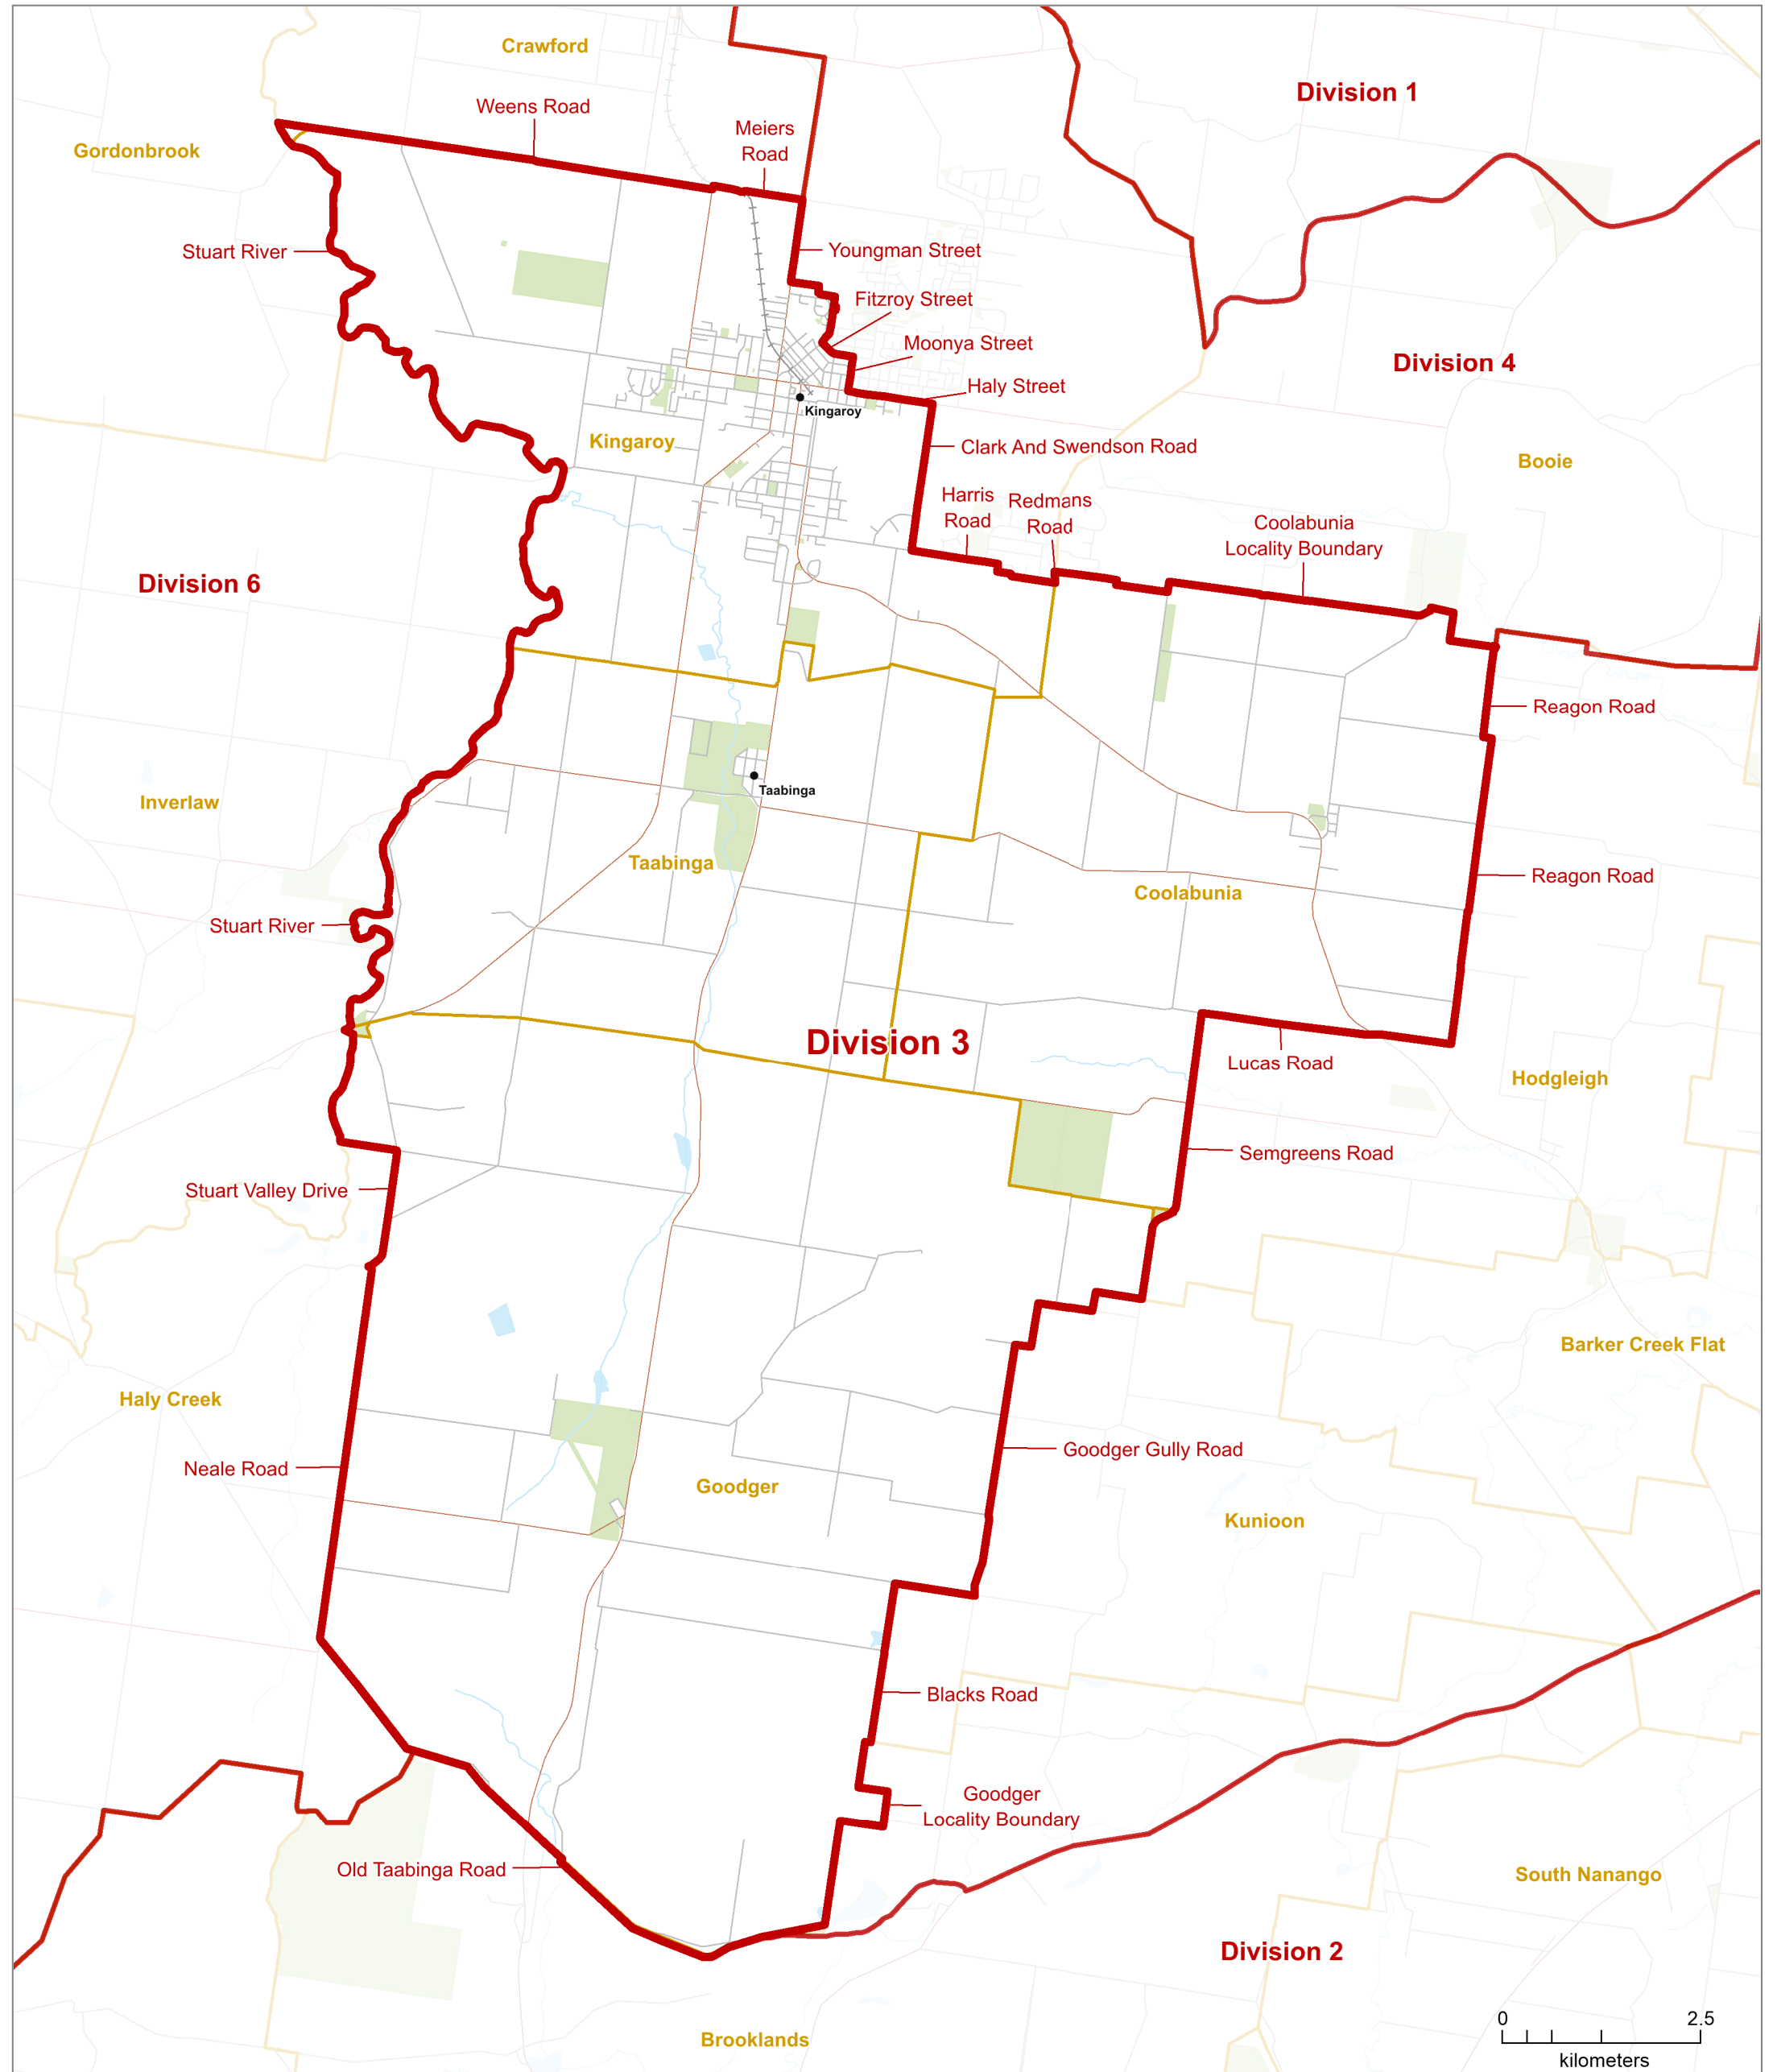 Crawford
Division 1
Weens Road
Meiers
Road
Gordonbrook
Stuart River
Youngman Street
Fitzroy Street
Moonya Street
Division 4
Haly Street
Kingaroy
Kingaroy
Clark And Swendson Road
Booie
Harris
Road
Redmans
Road
Coolabunia
Locality Boundary
Division 6
Reagon Road
Taabinga
Inverlaw
Taabinga
Reagon Road
Coolabunia
Stuart River
Division 3
Lucas Road
Hodgleigh
Semgreens Road
Stuart Valley Drive
Barker Creek Flat
Haly Creek
Goodger Gully Road
Neale Road
Goodger
Kunioon
Blacks Road
Goodger
Locality Boundary
Old Taabinga Road
South Nanango
Division 2
Brooklands
0 2.5
kilometers